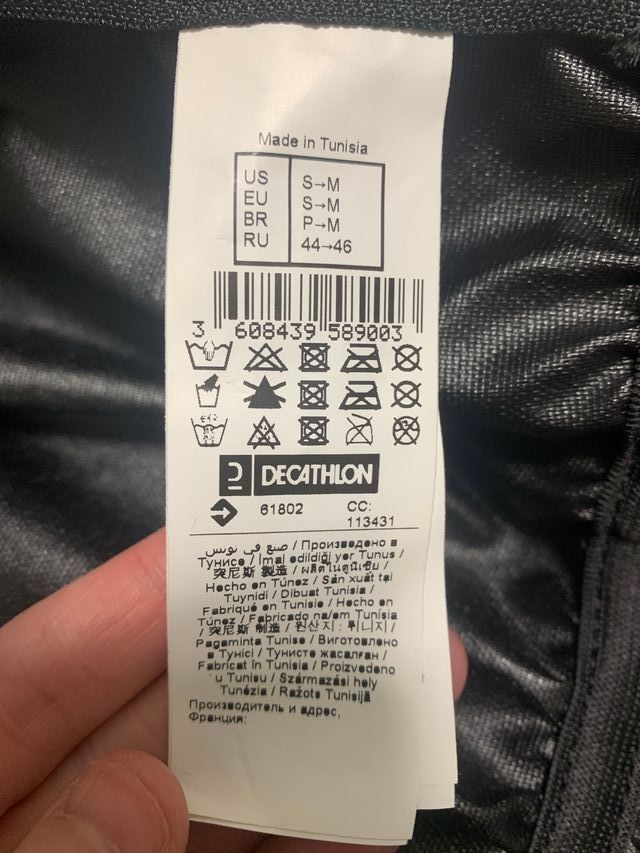 Made in Tunisia
US S→M
EU S→M
BR P→M
RU 44→46
3 608439 589003
DECATHLON
61802 CC:
113431
صنع في تونس / Произведено в
Тунисе / İmal edildiği yer Tunus /
突尼斯 製造 / ผลิตในตูนิเซีย /
Hecho en Túnez / Sản xuất tại
Tuynidi / Dibuat Tunisia /
Fabriqué en Tunisie / Hecho en
Túnez / Fabricado na/em Tunísia
/ 突尼斯 制造 / 원산지 : 튀니지 /
Pagaminta Tunise / Виготовлено
в Тунісі / Тунисте жасалған /
Fabricat în Tunisia / Proizvedeno
u Tunisu / Származási hely
Tunézia / Ražots Tunisijā
Производитель и адрес,
Франция: